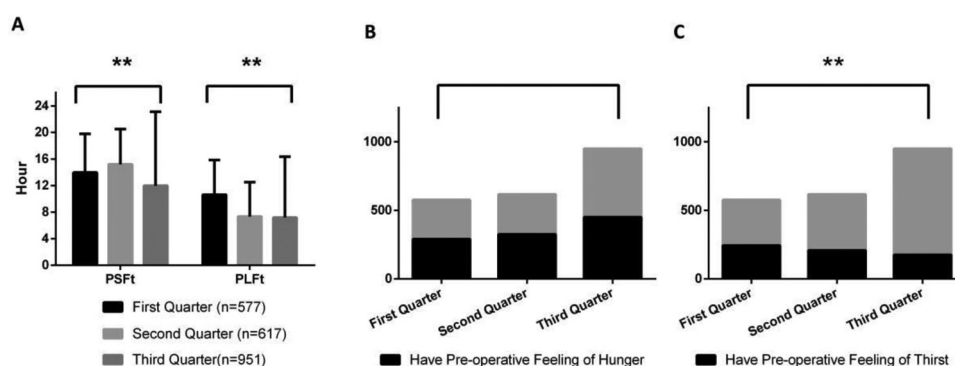 A
**
**
Hour
24
20
16
12
8
4
0
PSFt
PLFt
First Quarter (n=577)
Second Quarter (n=617)
Third Quarter(n=951)
B
1000
500
0
First Quarter
Second Quarter
Third Quarter
Have Pre-operative Feeling of Hunger
C
**
1000
500
0
First Quarter
Second Quarter
Third Quarter
Have Pre-operative Feeling of Thirst